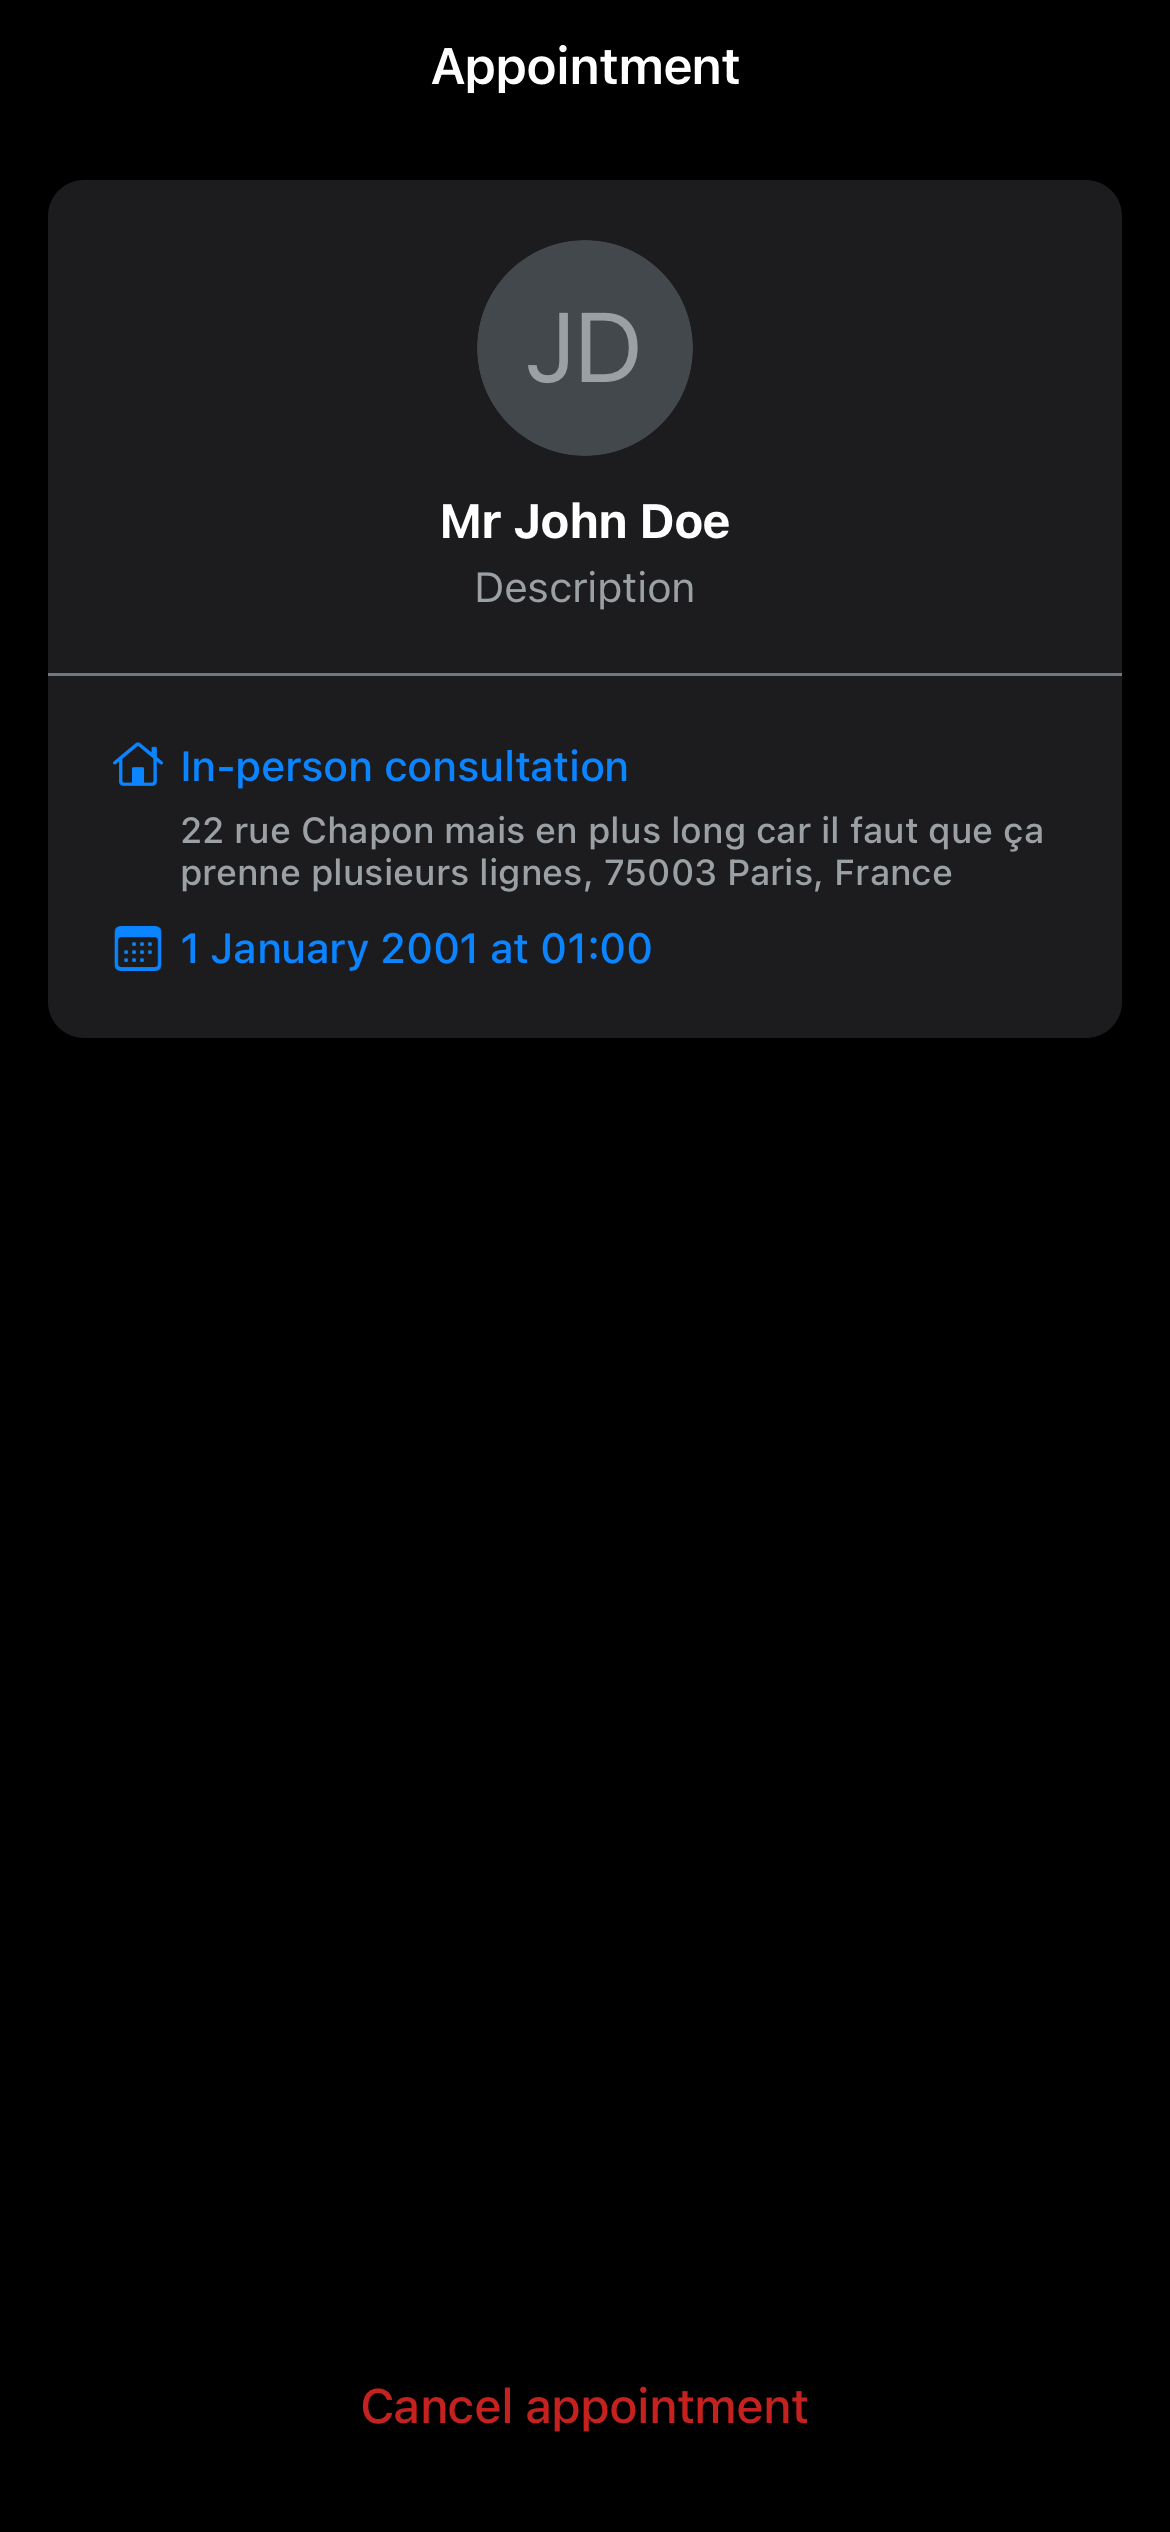 Appointment
JD
Mr John Doe
Description
In-person consultation
22 rue Chapon mais en plus long car il faut que ça
prenne plusieurs lignes, 75003 Paris, France
1 January 2001 at 01:00
Cancel appointment